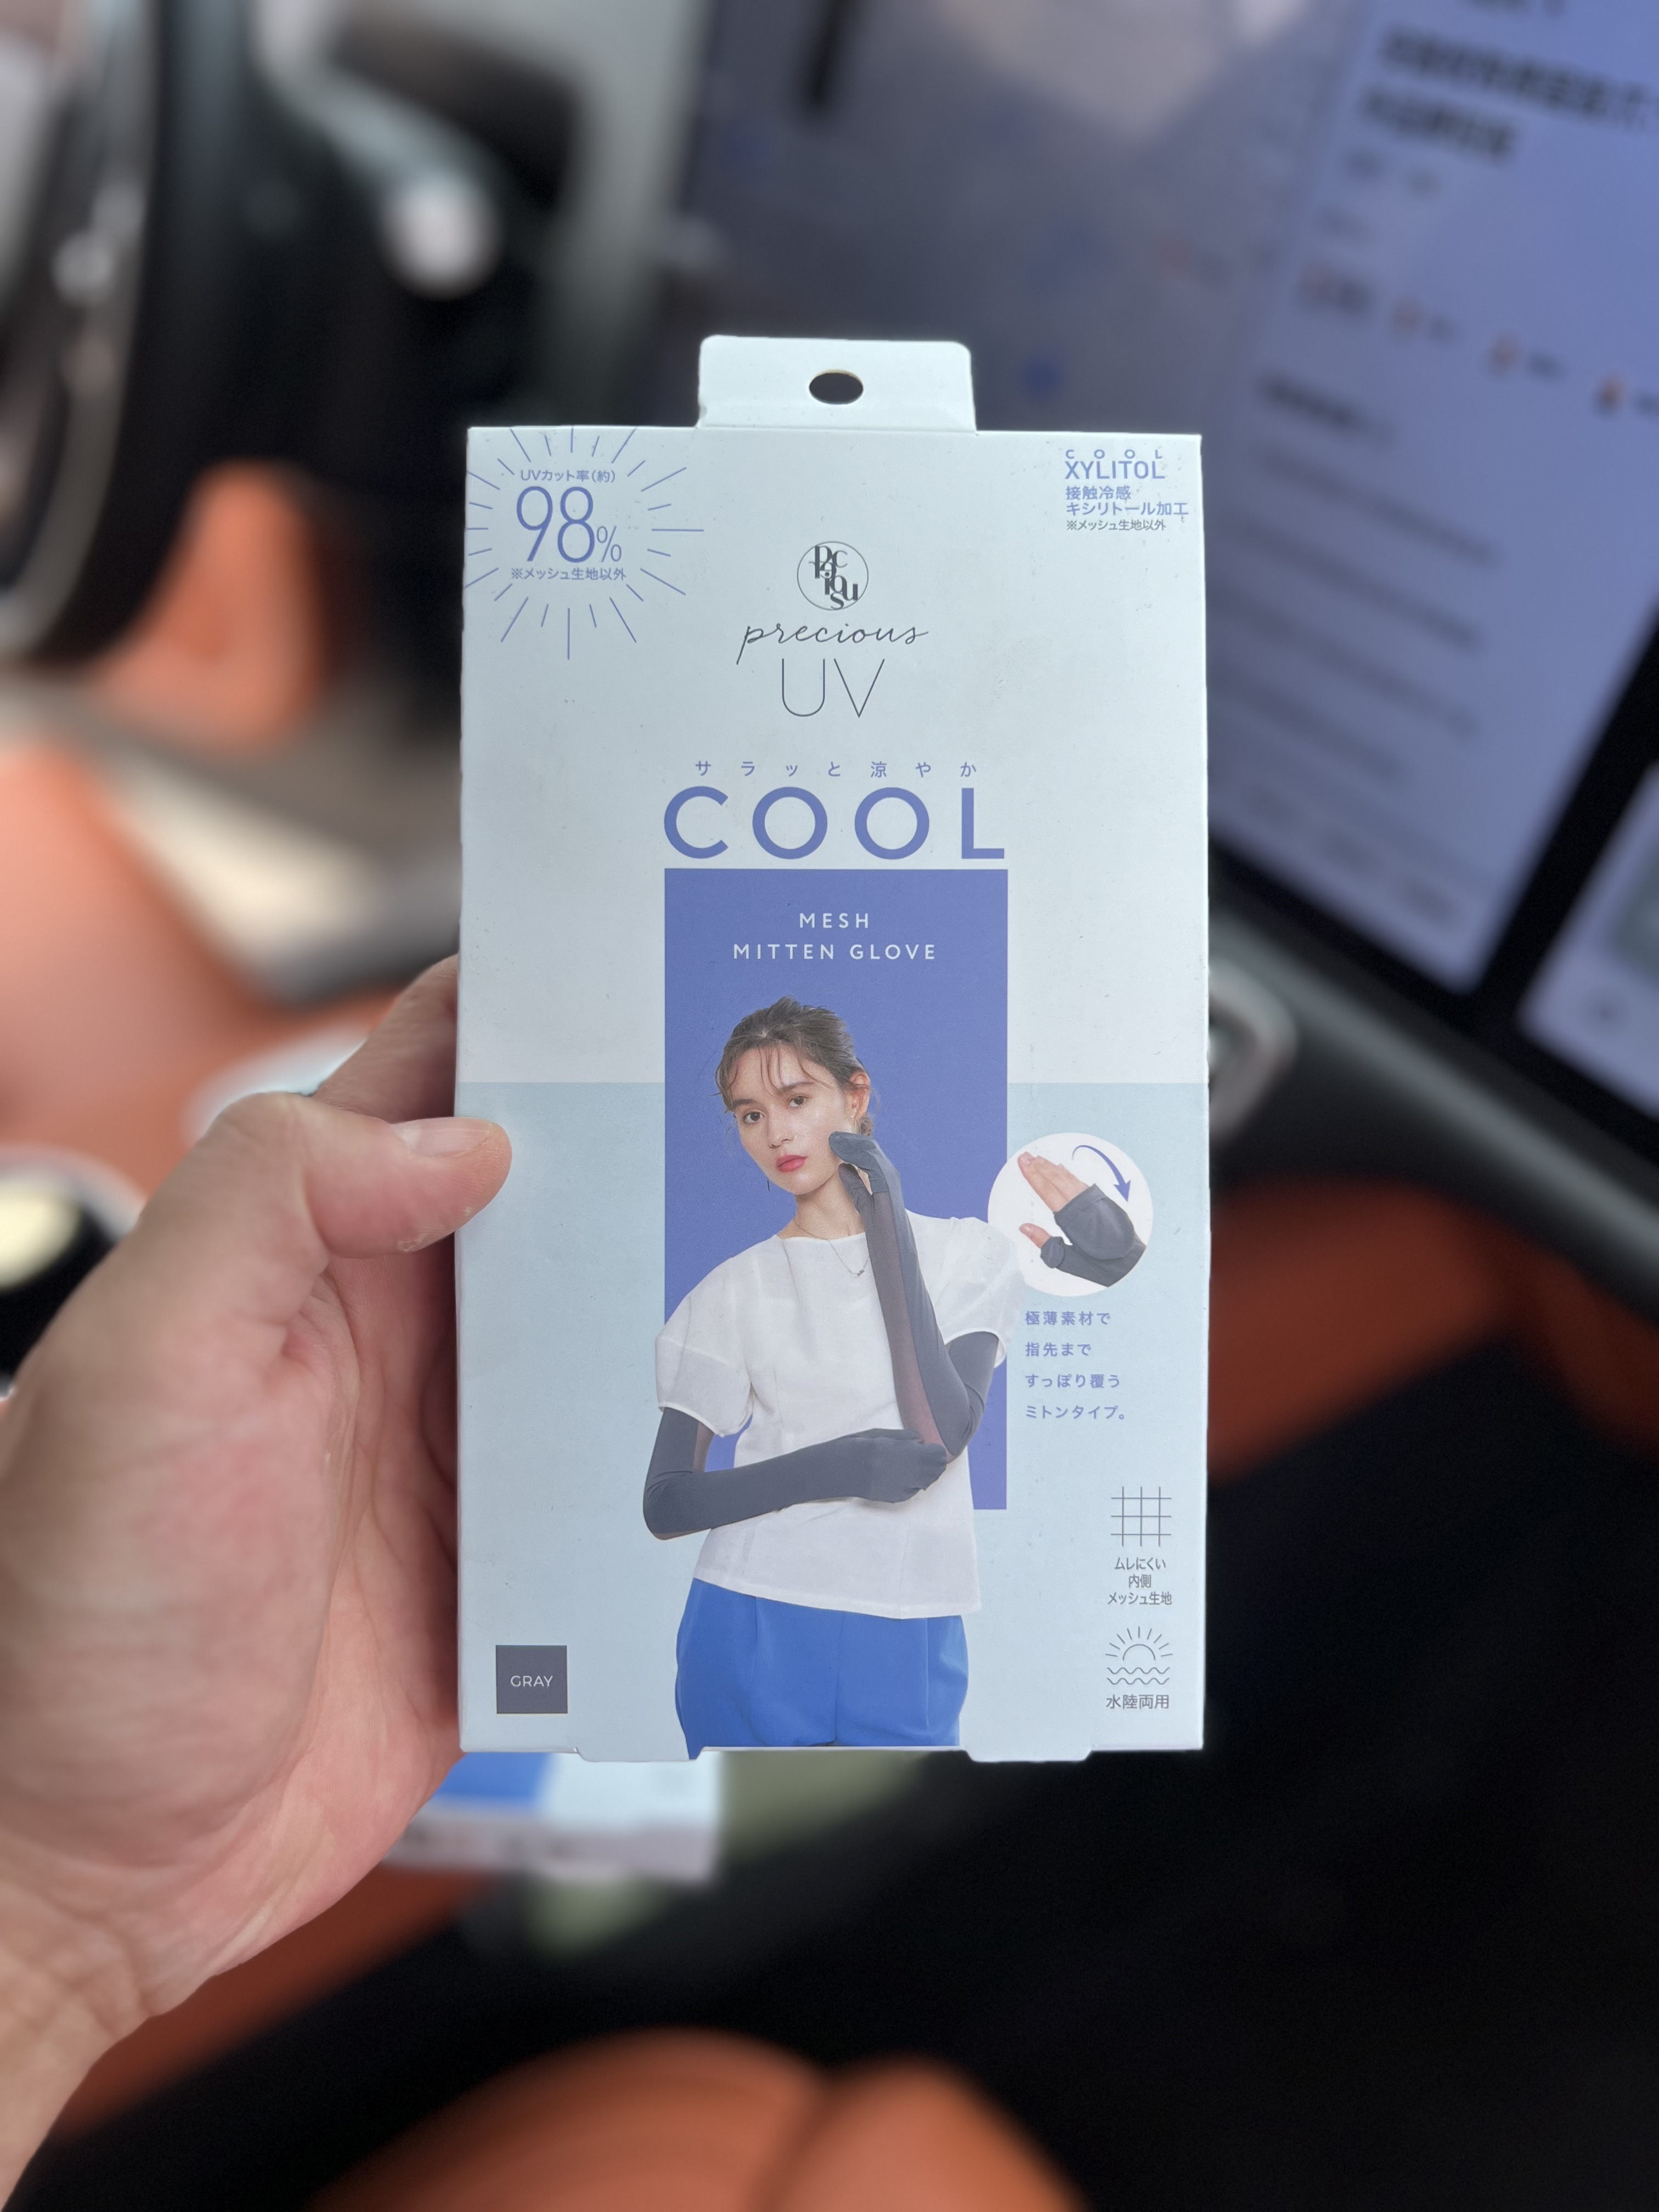 UVカット率(約)
98%
※メッシュ生地以外
COOL
XYLITOL
接触冷感
キシリトール加工
※メッシュ生地以外
precious
UV
サラッと涼やか
COOL
MESH
MITTEN GLOVE
極薄素材で
指先まで
すっぽり覆う
ミトンタイプ。
ムレにくい
内側
メッシュ生地
水陸両用
GRAY